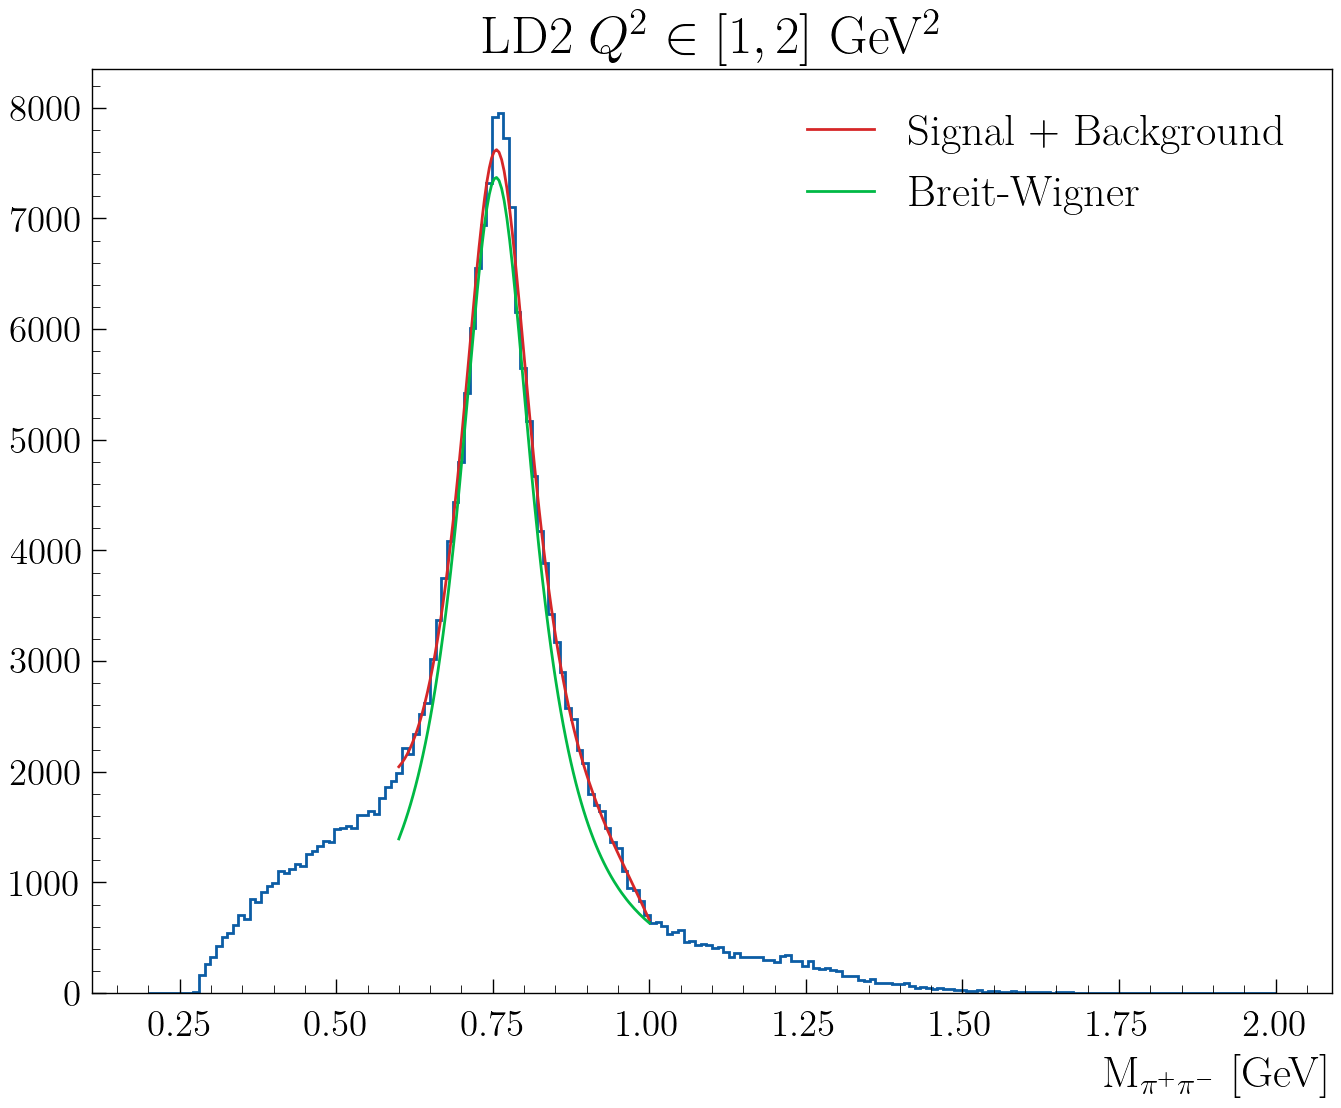 LD2 Q² ∈ [1, 2] GeV²
8000
7000
6000
5000
4000
3000
2000
1000
0
Signal + Background
Breit-Wigner
0.25 0.50 0.75 1.00 1.25 1.50 1.75 2.00
M_{π⁺π⁻} [GeV]